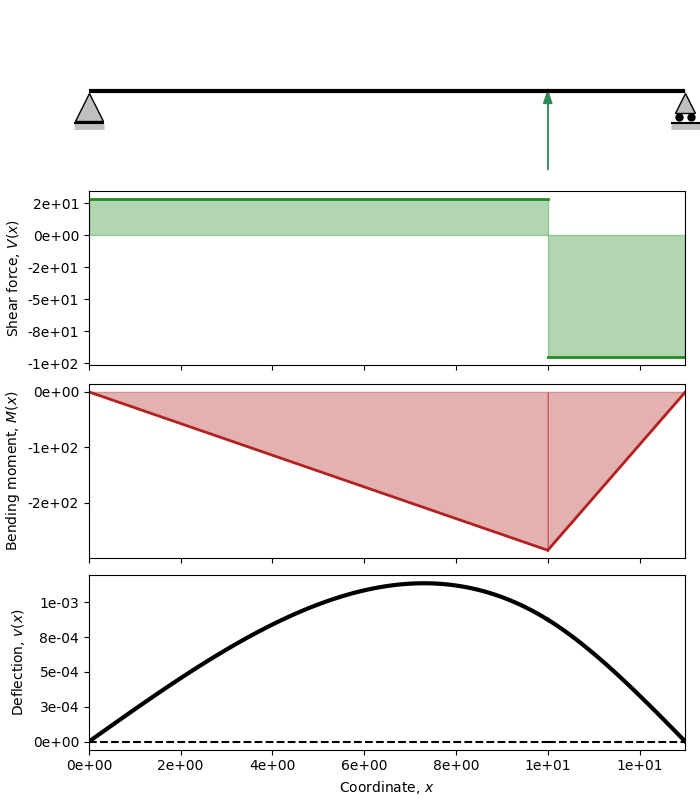 2e+01
0e+00
-2e+01
-5e+01
-8e+01
-1e+02
Shear force, V(x)
0e+00
-1e+02
-2e+02
Bending moment, M(x)
1e-03
8e-04
5e-04
3e-04
0e+00
Deflection, v(x)
0e+00 2e+00 4e+00 6e+00 8e+00 1e+01 1e+01
Coordinate, x